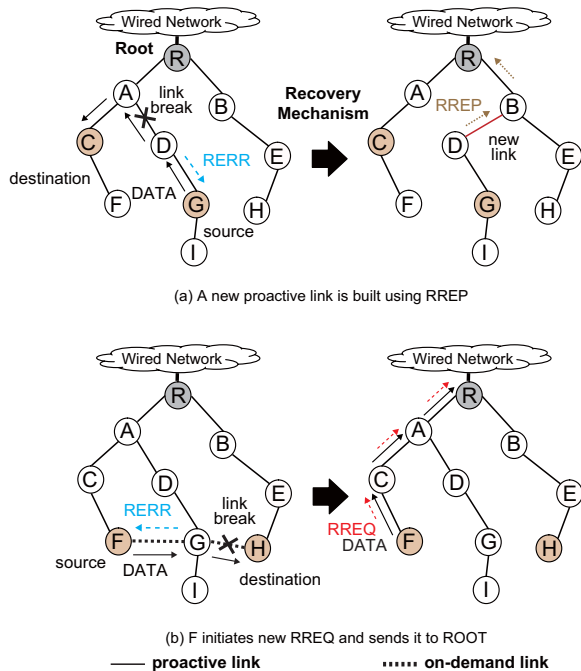 Wired Network
Root
R
A
link
break
B
C
D
E
RERR
destination
DATA
F
G
H
source
I
Recovery
Mechanism
Wired Network
R
A
RREP
B
C
D
new
link
E
F
G
H
I
(a) A new proactive link is built using RREP
Wired Network
R
A
B
C
D
E
RERR
link
break
F
G
H
source
DATA
destination
I
Wired Network
R
A
B
C
D
E
RREQ
DATA
F
G
H
I
(b) F initiates new RREQ and sends it to ROOT
proactive link
on-demand link